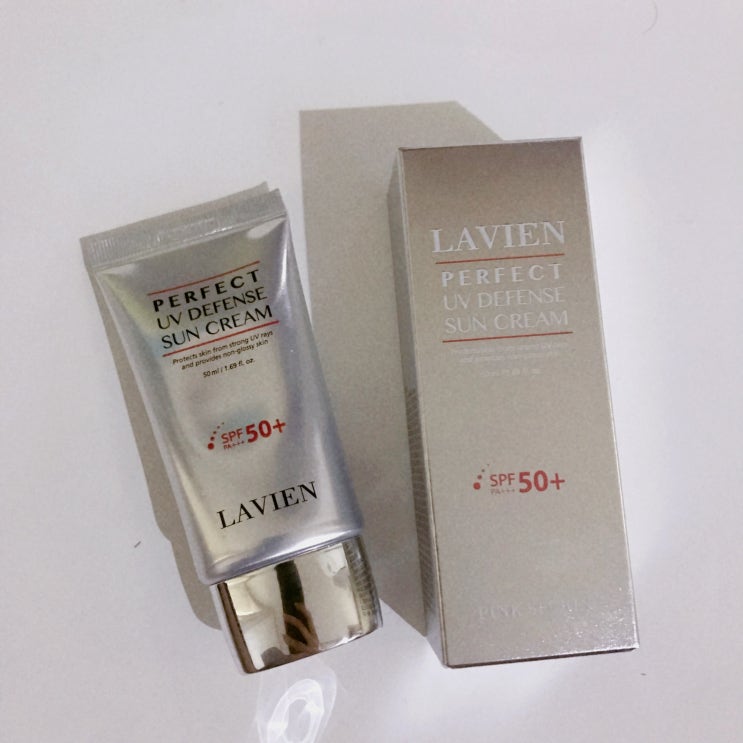 PERFECT
UV DEFENSE
SUN CREAM
Protects skin from strong UV rays
and provides non-glossy skin
50ml / 1.69 fl. oz.
SPF 50+
PA+++
LAVIEN
LAVIEN
PERFECT
UV DEFENSE
SUN CREAM
SPF 50+
PA+++
PINK